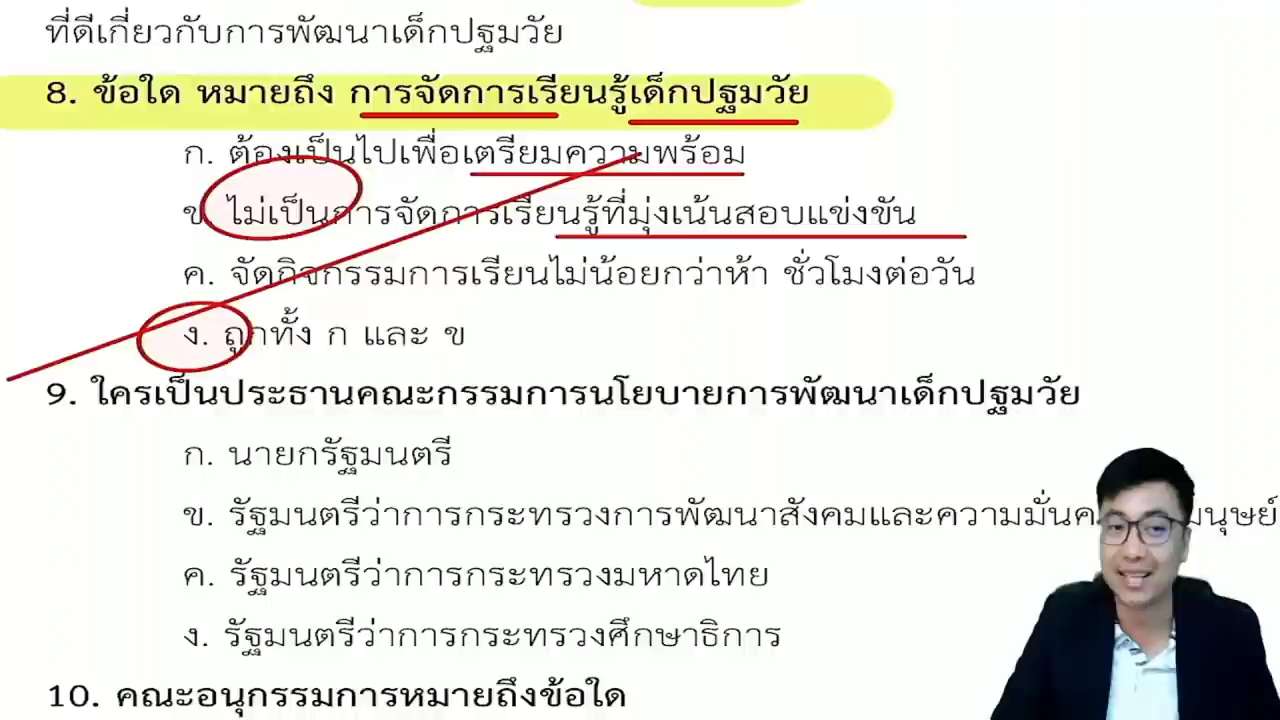 ที่ดีเกี่ยวกับการพัฒนาเด็กปฐมวัย
8. ข้อใด หมายถึง การจัดการเรียนรู้เด็กปฐมวัย
ก. ต้องเป็นไปเพื่อเตรียมความพร้อม
ข. ไม่เป็นการจัดการเรียนรู้ที่มุ่งเน้นสอบแข่งขัน
ค. จัดกิจกรรมการเรียนไม่น้อยกว่าห้า ชั่วโมงต่อวัน
ง. ถูกทั้ง ก และ ข
9. ใครเป็นประธานคณะกรรมการนโยบายการพัฒนาเด็กปฐมวัย
ก. นายกรัฐมนตรี
ข. รัฐมนตรีว่าการกระทรวงการพัฒนาสังคมและความมั่นค มนุษย์
ค. รัฐมนตรีว่าการกระทรวงมหาดไทย
ง. รัฐมนตรีว่าการกระทรวงศึกษาธิการ
10. คณะอนุกรรมการหมายถึงข้อใด